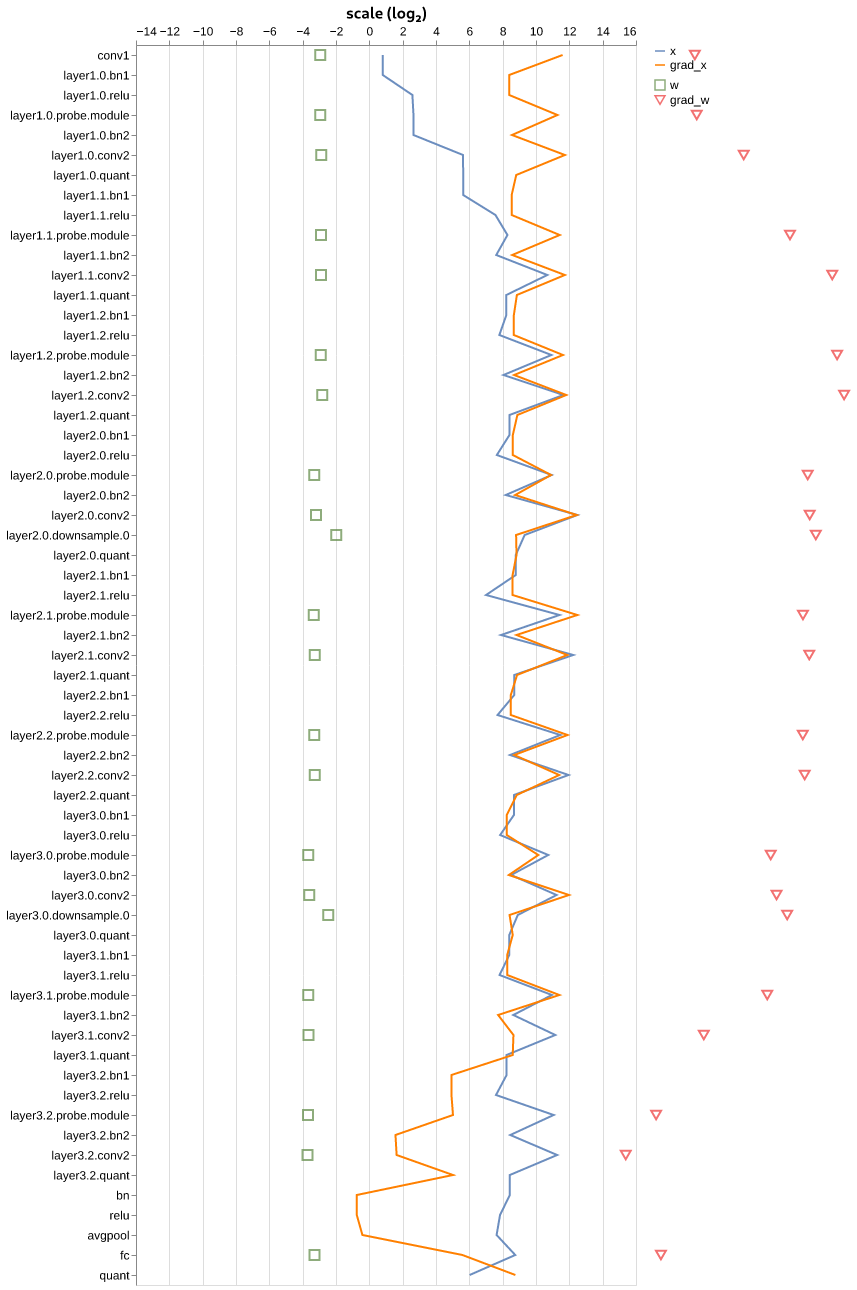 scale (log₂)
−14 −12 −10 −8 −6 −4 −2 0 2 4 6 8 10 12 14 16
x
grad_x
w
grad_w
conv1
layer1.0.bn1
layer1.0.relu
layer1.0.probe.module
layer1.0.bn2
layer1.0.conv2
layer1.0.quant
layer1.1.bn1
layer1.1.relu
layer1.1.probe.module
layer1.1.bn2
layer1.1.conv2
layer1.1.quant
layer1.2.bn1
layer1.2.relu
layer1.2.probe.module
layer1.2.bn2
layer1.2.conv2
layer1.2.quant
layer2.0.bn1
layer2.0.relu
layer2.0.probe.module
layer2.0.bn2
layer2.0.conv2
layer2.0.downsample.0
layer2.0.quant
layer2.1.bn1
layer2.1.relu
layer2.1.probe.module
layer2.1.bn2
layer2.1.conv2
layer2.1.quant
layer2.2.bn1
layer2.2.relu
layer2.2.probe.module
layer2.2.bn2
layer2.2.conv2
layer2.2.quant
layer3.0.bn1
layer3.0.relu
layer3.0.probe.module
layer3.0.bn2
layer3.0.conv2
layer3.0.downsample.0
layer3.0.quant
layer3.1.bn1
layer3.1.relu
layer3.1.probe.module
layer3.1.bn2
layer3.1.conv2
layer3.1.quant
layer3.2.bn1
layer3.2.relu
layer3.2.probe.module
layer3.2.bn2
layer3.2.conv2
layer3.2.quant
bn
relu
avgpool
fc
quant